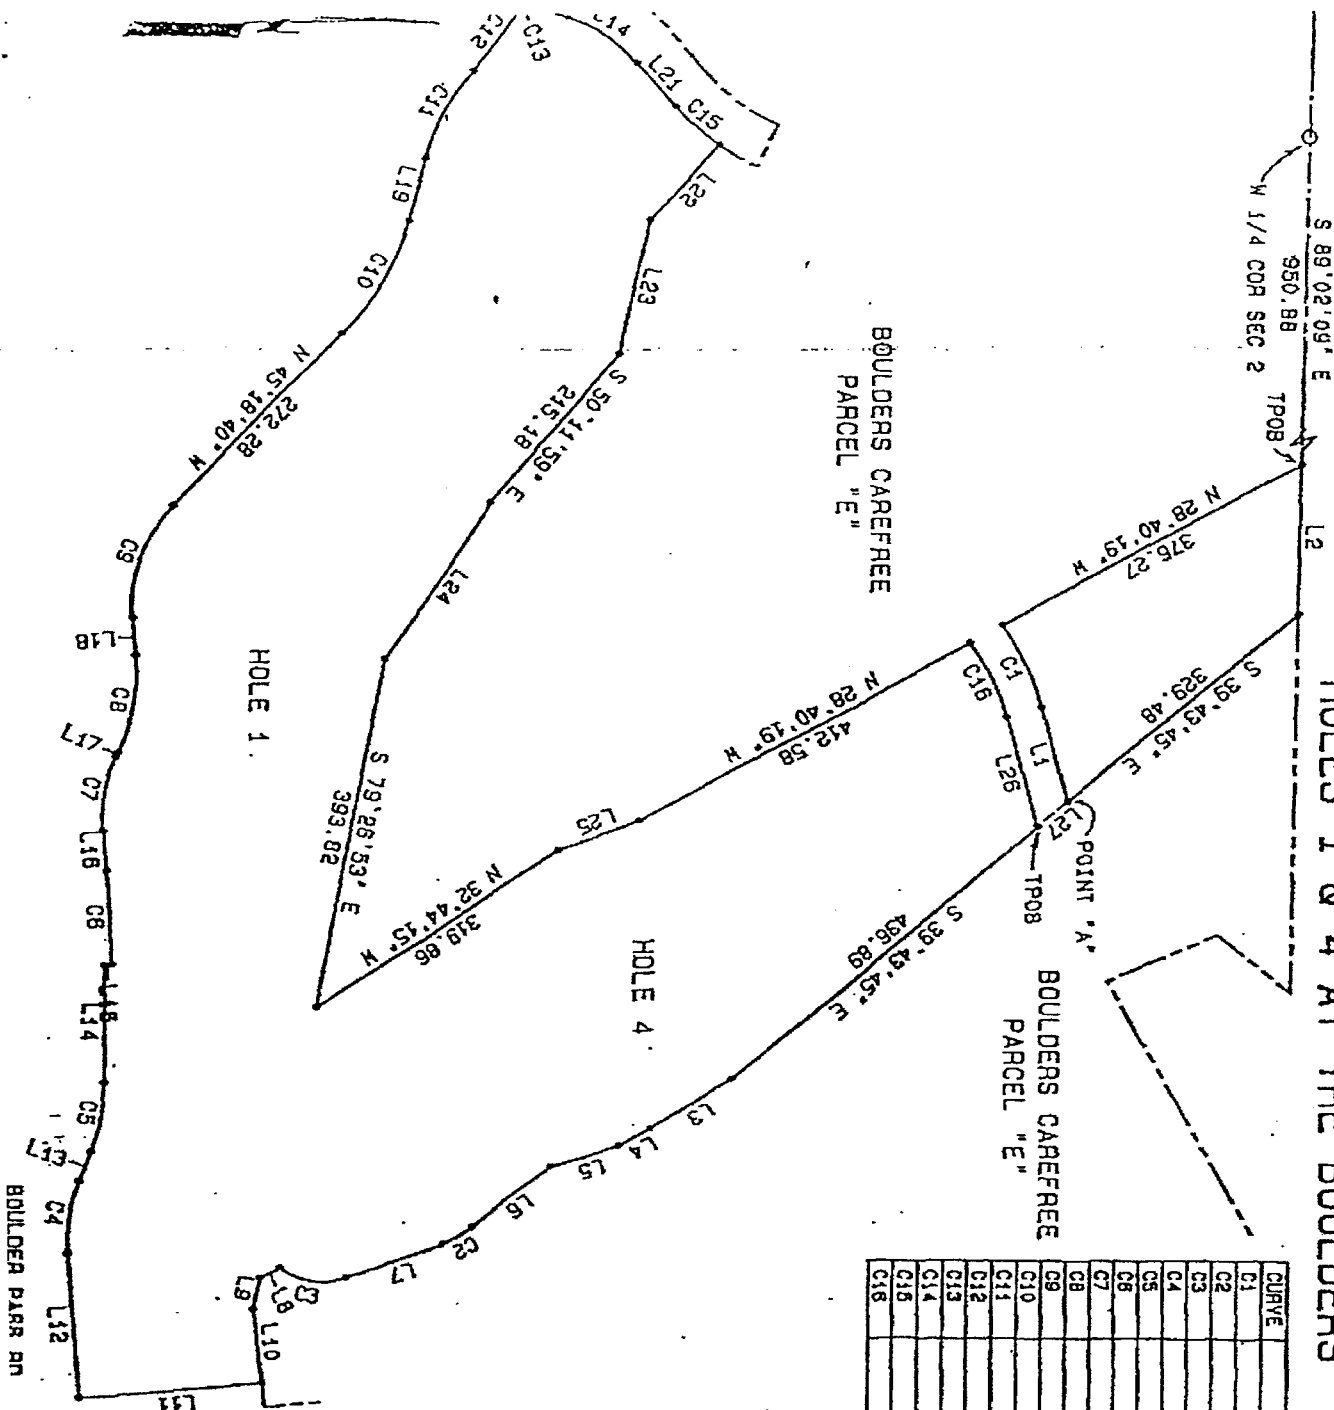 HOLES 1 & 4 AT THE BOULDERS
S 89°02'09" E
950.88
W 1/4 COR SEC 2
TPOB
L2
N 28°40'19" W
376.27
S 39°43'45" E
329.48
C1
L1
C16
L26
L27
POINT "A"
TPOB
BOULDERS CAREFREE
PARCEL "E"
N 28°40'19" W
412.58
S 39°43'45" E
496.89
BOULDERS CAREFREE
PARCEL "E"
L25
N 32°44'15" W
319.86
HOLE 4
L3
L4
L5
L6
C2
L7
C3
L8
L9
L10
L11
L12
C4
L13
C5
L14
L15
C6
L16
C7
L17
C8
L18
C9
HOLE 1
N 45°18'40" W
272.28
C10
L19
C11
C12
C13
C14
L21
C15
L22
L23
S 50°11'59" E
215.18
L24
S 79°26'53" E
393.82
CURVE
C1
C2
C3
C4
C5
C6
C7
C8
C9
C10
C11
C12
C13
C14
C15
C16
BOULDER